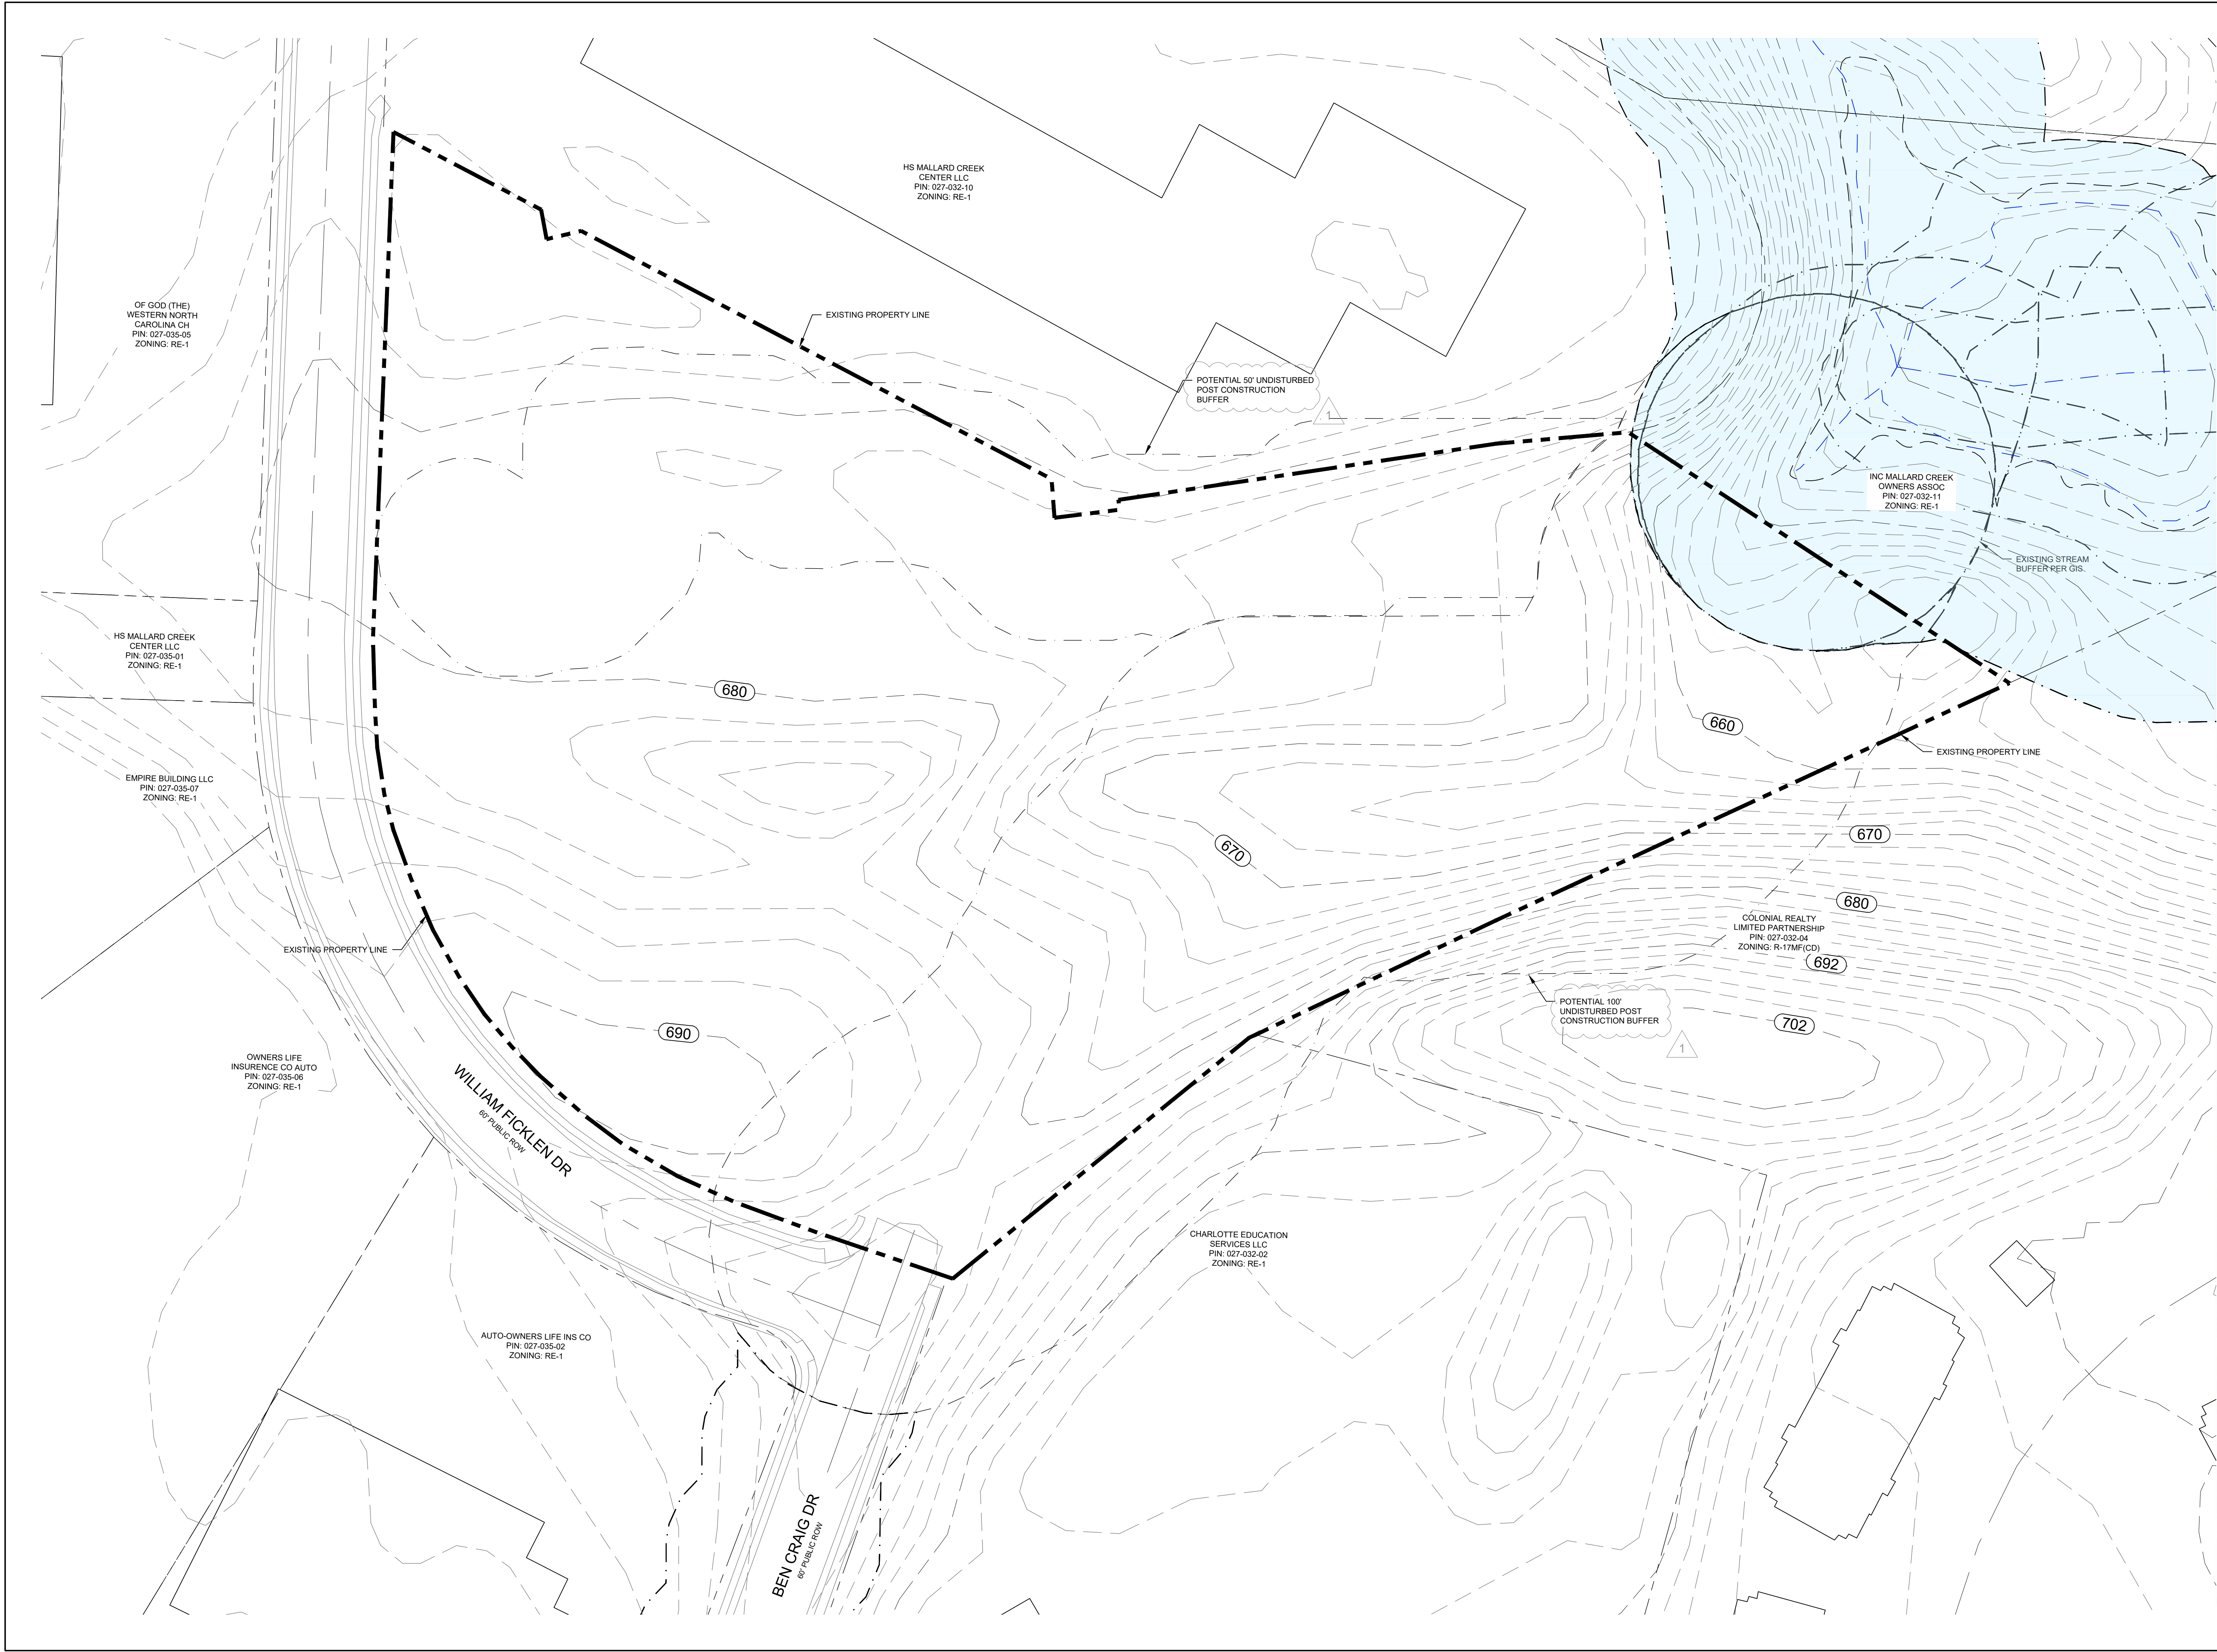 HS MALLARD CREEK
CENTER LLC
PIN: 027-032-10
ZONING: RE-1
OF GOD (THE)
WESTERN NORTH
CAROLINA CH
PIN: 027-035-05
ZONING: RE-1
EXISTING PROPERTY LINE
POTENTIAL 50' UNDISTURBED
POST CONSTRUCTION
BUFFER
1
INC MALLARD CREEK
OWNERS ASSOC
PIN: 027-032-11
ZONING: RE-1
EXISTING STREAM
BUFFER PER GIS.
HS MALLARD CREEK
CENTER LLC
PIN: 027-035-01
ZONING: RE-1
680
660
EXISTING PROPERTY LINE
EMPIRE BUILDING LLC
PIN: 027-035-07
ZONING: RE-1
670
670
680
COLONIAL REALTY
LIMITED PARTNERSHIP
PIN: 027-032-04
ZONING: R-17MF(CD)
692
EXISTING PROPERTY LINE
POTENTIAL 100'
UNDISTURBED POST
CONSTRUCTION BUFFER
702
1
690
OWNERS LIFE
INSURENCE CO AUTO
PIN: 027-035-06
ZONING: RE-1
WILLIAM FICKLEN DR
60' PUBLIC ROW
CHARLOTTE EDUCATION
SERVICES LLC
PIN: 027-032-02
ZONING: RE-1
AUTO-OWNERS LIFE INS CO
PIN: 027-035-02
ZONING: RE-1
BEN CRAIG DR
60' PUBLIC ROW